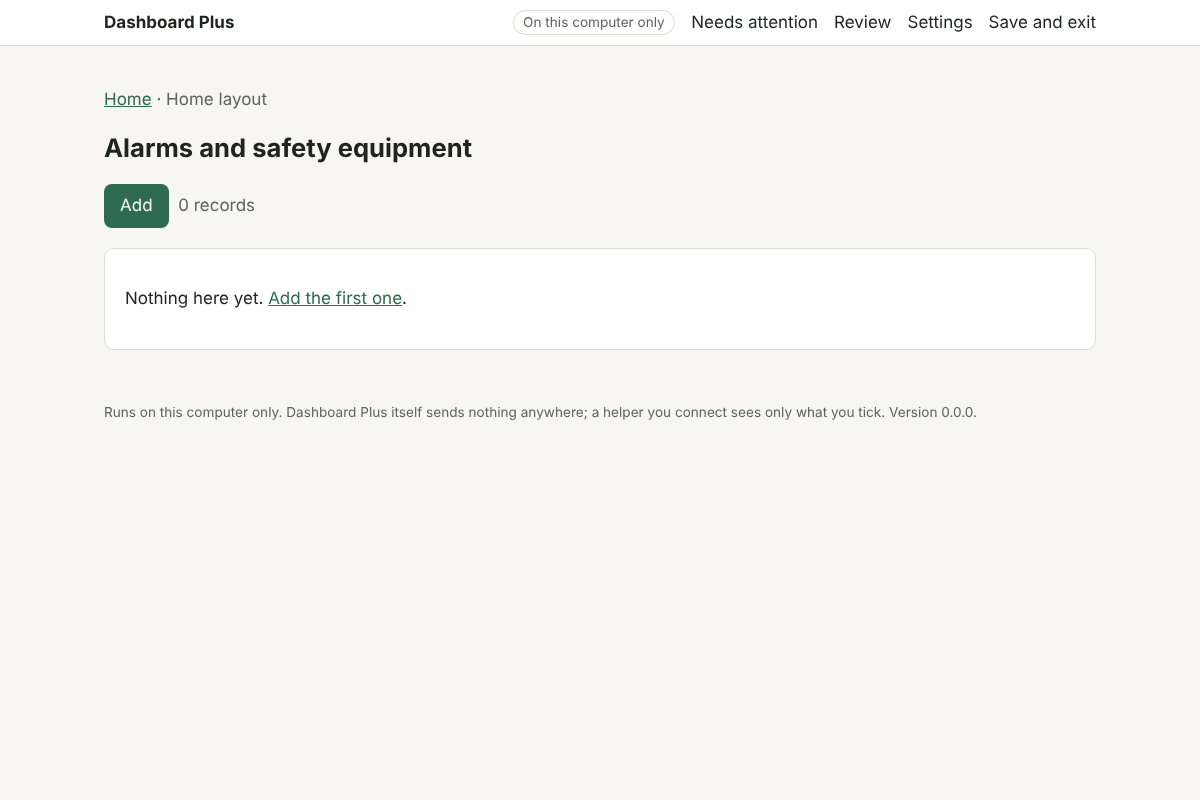 Dashboard Plus
On this computer only
Needs attention
Review
Settings
Save and exit
Home · Home layout
Alarms and safety equipment
Add
0 records
Nothing here yet. Add the first one.
Runs on this computer only. Dashboard Plus itself sends nothing anywhere; a helper you connect sees only what you tick. Version 0.0.0.